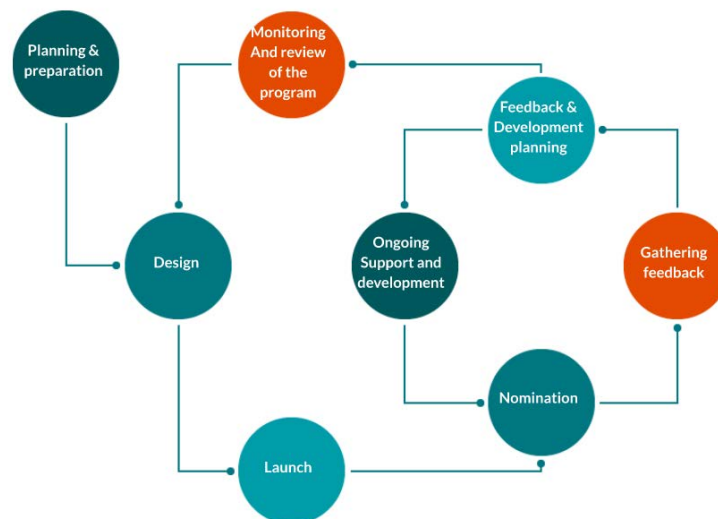 Planning &
preparation
Monitoring
And review
of the
program
Feedback &
Development
planning
Design
Ongoing
Support and
development
Gathering
feedback
Nomination
Launch